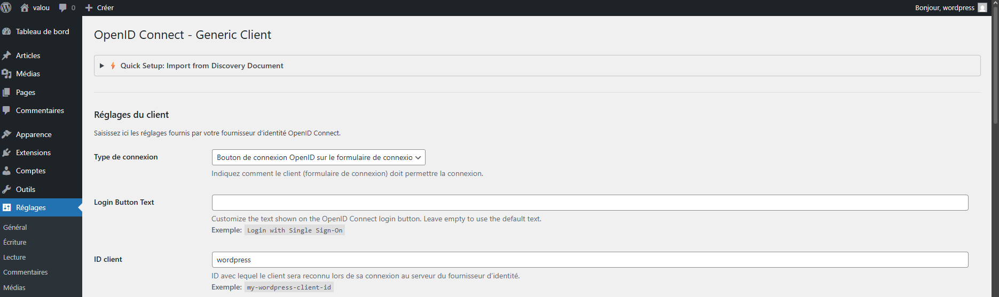 valou
0
Créer
Bonjour, wordpress
Tableau de bord
Articles
Médias
Pages
Commentaires
Apparence
Extensions
Comptes
Outils
Réglages
Général
Écriture
Lecture
Commentaires
Médias
OpenID Connect - Generic Client
Quick Setup: Import from Discovery Document
Réglages du client
Saisissez ici les réglages fournis par votre fournisseur d’identité OpenID Connect.
Type de connexion
Bouton de connexion OpenID sur le formulaire de connexio
Indiquez comment le client (formulaire de connexion) doit permettre la connexion.
Login Button Text
Customize the text shown on the OpenID Connect login button. Leave empty to use the default text.
Exemple: Login with Single Sign-On
ID client
wordpress
ID avec lequel le client sera reconnu lors de sa connexion au serveur du fournisseur d’identité.
Exemple: my-wordpress-client-id